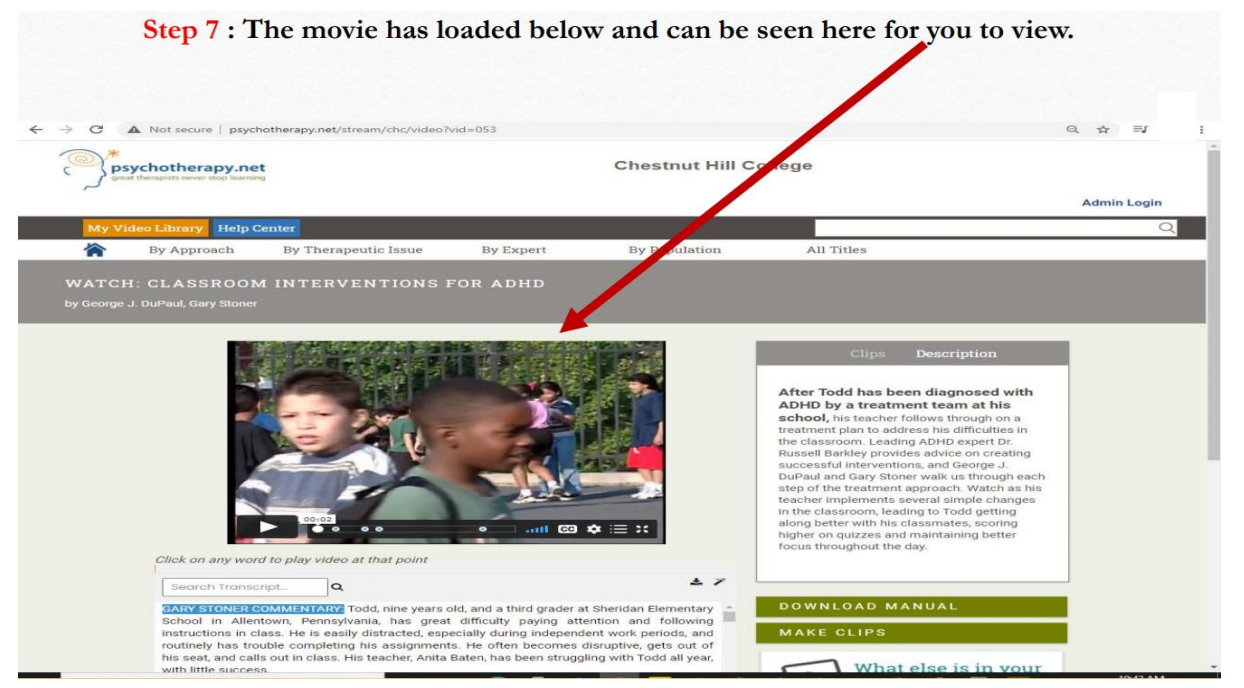 Step 7 : The movie has loaded below and can be seen here for you to view.
Not secure | psychotherapy.net/stream/chc/video?vid=053
psychotherapy.net
great therapists never stop learning
Chestnut Hill College
Admin Login
My Video Library Help Center
By Approach By Therapeutic Issue By Expert By Population All Titles
WATCH: CLASSROOM INTERVENTIONS FOR ADHD
by George J. DuPaul, Gary Stoner
00:02
CC
Click on any word to play video at that point
Search Transcript...
GARY STONER COMMENTARY: Todd, nine years old, and a third grader at Sheridan Elementary
School in Allentown, Pennsylvania, has great difficulty paying attention and following
instructions in class. He is easily distracted, especially during independent work periods, and
routinely has trouble completing his assignments. He often becomes disruptive, gets out of
his seat, and calls out in class. His teacher, Anita Baten, has been struggling with Todd all year,
with little success.
Clips Description
After Todd has been diagnosed with
ADHD by a treatment team at his
school, his teacher follows through on a
treatment plan to address his difficulties in
the classroom. Leading ADHD expert Dr.
Russell Barkley provides advice on creating
successful interventions, and George J.
DuPaul and Gary Stoner walk us through each
step of the treatment approach. Watch as his
teacher implements several simple changes
in the classroom, leading to Todd getting
along better with his classmates, scoring
higher on quizzes and maintaining better
focus throughout the day.
DOWNLOAD MANUAL
MAKE CLIPS
What else is in your
10:42 AM